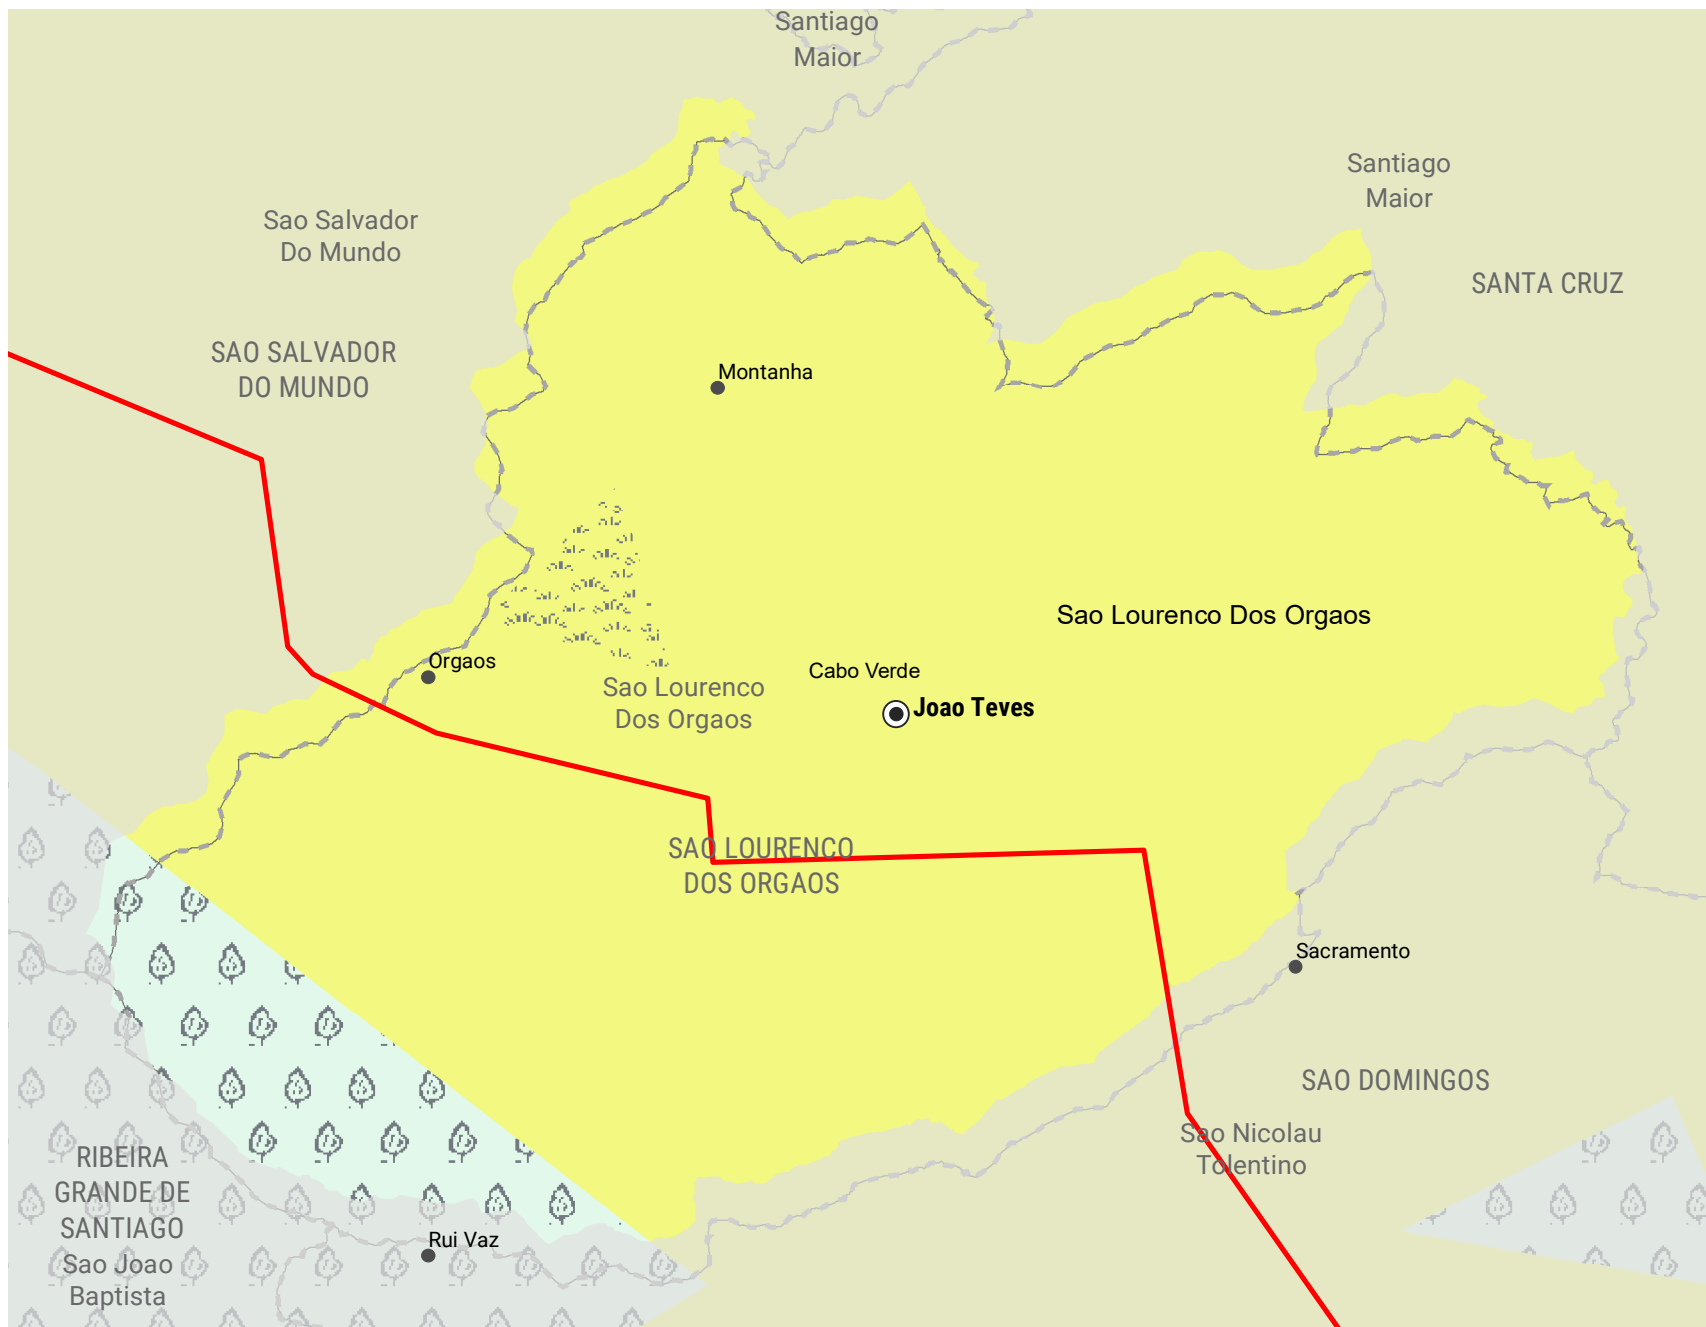 Santiago
Maior
Santiago
Maior
Sao Salvador
Do Mundo
SANTA CRUZ
SAO SALVADOR
DO MUNDO
Montanha
Sao Lourenco Dos Orgaos
Orgaos
Cabo Verde
Sao Lourenco
Dos Orgaos
Joao Teves
SAO LOURENCO
DOS ORGAOS
Sacramento
SAO DOMINGOS
Sao Nicolau
Tolentino
RIBEIRA
GRANDE DE
SANTIAGO
Rui Vaz
Sao Joao
Baptista